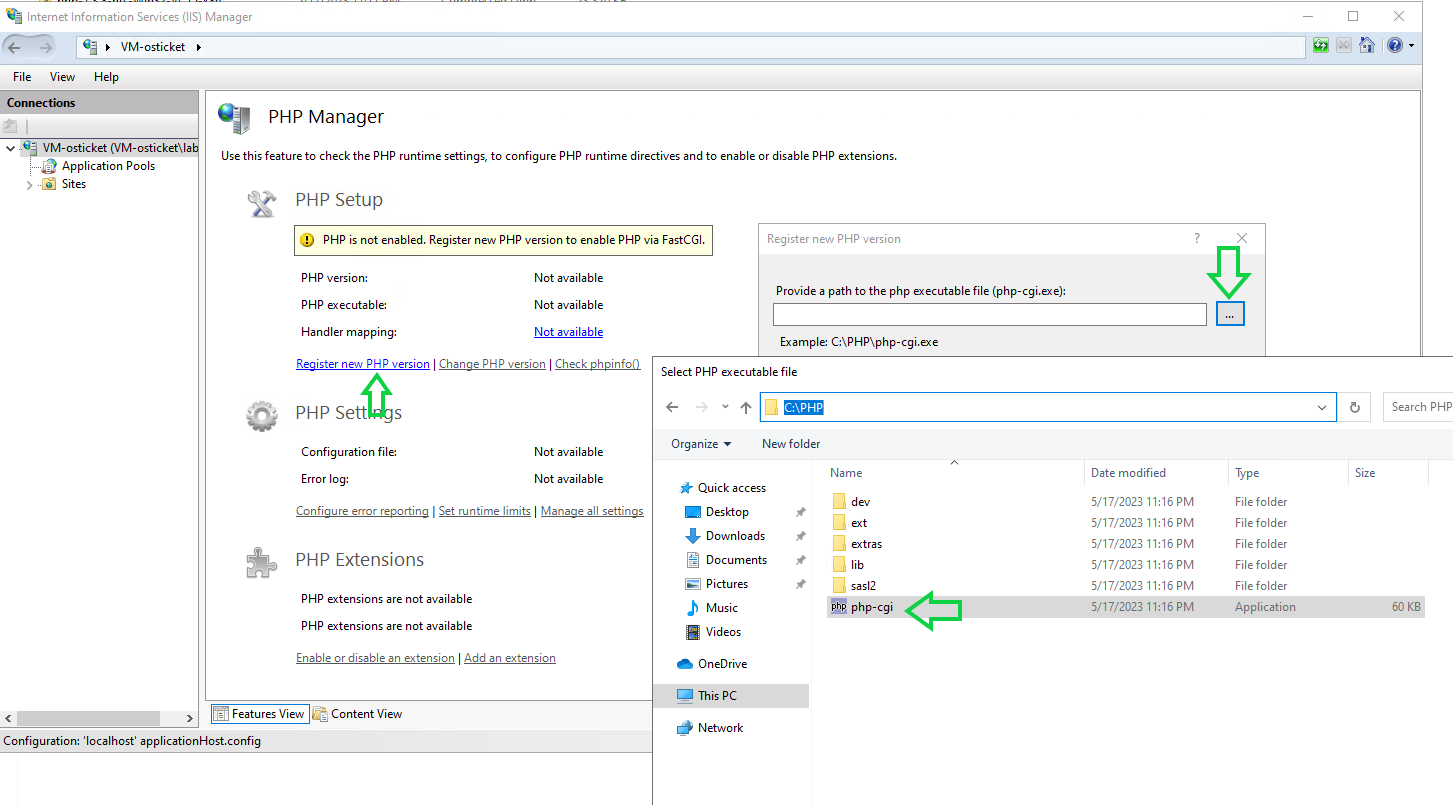 Internet Information Services (IIS) Manager
VM-osticket
File View Help
Connections
VM-osticket (VM-osticket\lab
Application Pools
Sites
PHP Manager
Use this feature to check the PHP runtime settings, to configure PHP runtime directives and to enable or disable PHP extensions.
PHP Setup
PHP is not enabled. Register new PHP version to enable PHP via FastCGI.
PHP version: Not available
PHP executable: Not available
Handler mapping: Not available
Register new PHP version | Change PHP version | Check phpinfo()
PHP Settings
Configuration file: Not available
Error log: Not available
Configure error reporting | Set runtime limits | Manage all settings
PHP Extensions
PHP extensions are not available
PHP extensions are not available
Enable or disable an extension | Add an extension
Features View Content View
Configuration: 'localhost' applicationHost.config
Register new PHP version ?
Provide a path to the php executable file (php-cgi.exe):
...
Example: C:\PHP\php-cgi.exe
Select PHP executable file
C:\PHP
Search PHP
Organize New folder
Quick access
Desktop
Downloads
Documents
Pictures
Music
Videos
OneDrive
This PC
Network
Name Date modified Type Size
dev 5/17/2023 11:16 PM File folder
ext 5/17/2023 11:16 PM File folder
extras 5/17/2023 11:16 PM File folder
lib 5/17/2023 11:16 PM File folder
sasl2 5/17/2023 11:16 PM File folder
php php-cgi 5/17/2023 11:16 PM Application 60 KB